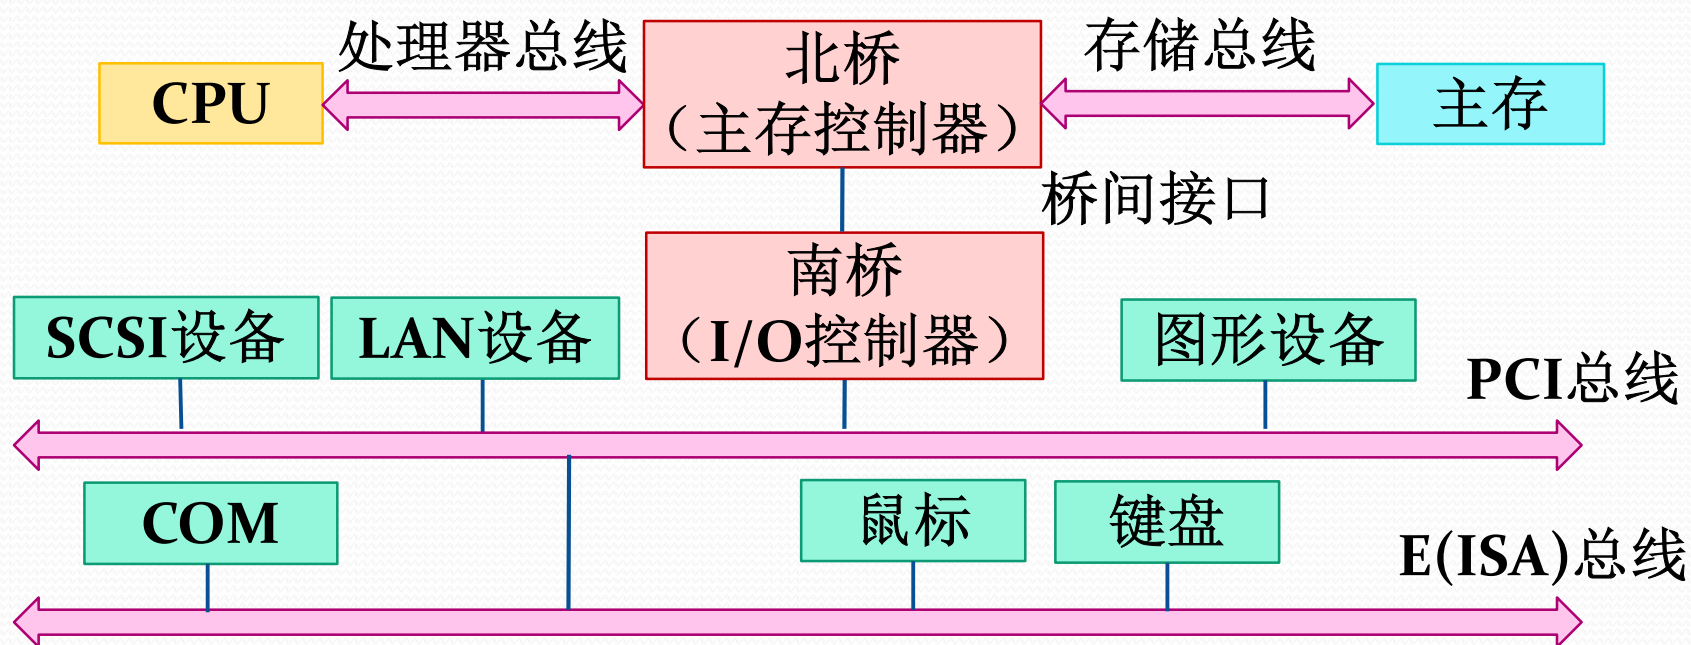 处理器总线
存储总线
CPU
北桥
（主存控制器）
主存
桥间接口
南桥
（I/O控制器）
SCSI设备
LAN设备
图形设备
PCI总线
COM
鼠标
键盘
E(ISA)总线